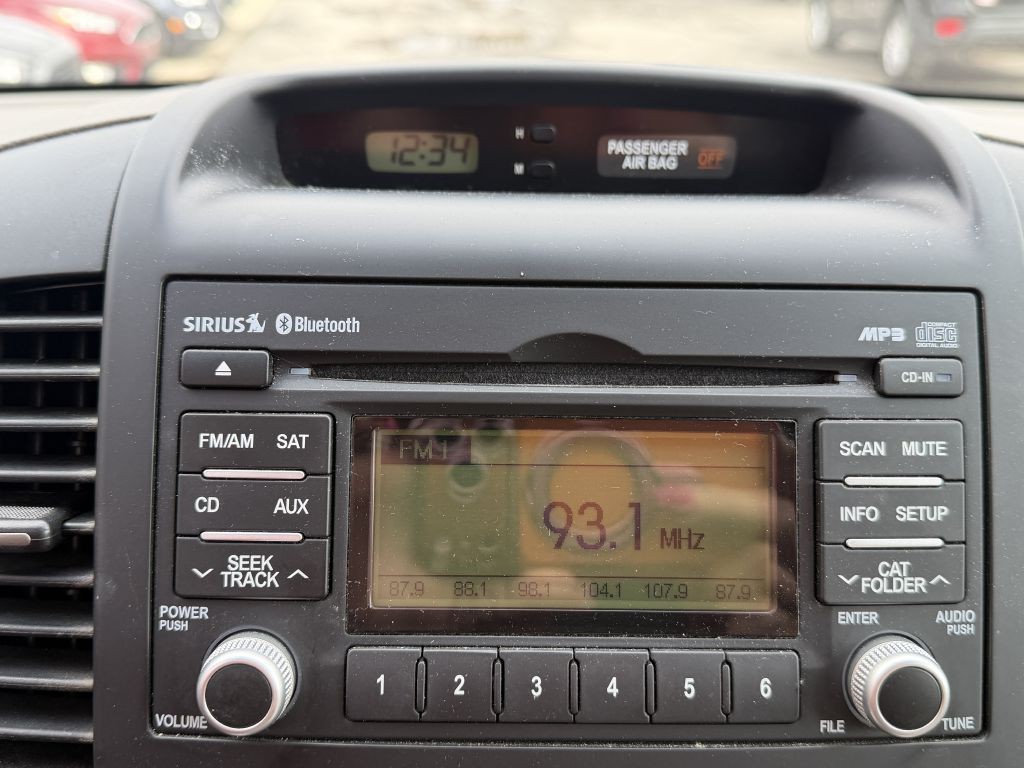 12:34
H
M
PASSENGER
AIR BAG OFF
SIRIUS Bluetooth
MP3 COMPACT
disc
DIGITAL AUDIO
CD-IN
FM/AM SAT
CD AUX
SEEK
TRACK
POWER
PUSH
VOLUME
FM1
93.1 MHz
87.9 88.1 98.1 104.1 107.9 87.9
1 2 3 4 5 6
SCAN MUTE
INFO SETUP
CAT
FOLDER
ENTER AUDIO
PUSH
FILE TUNE